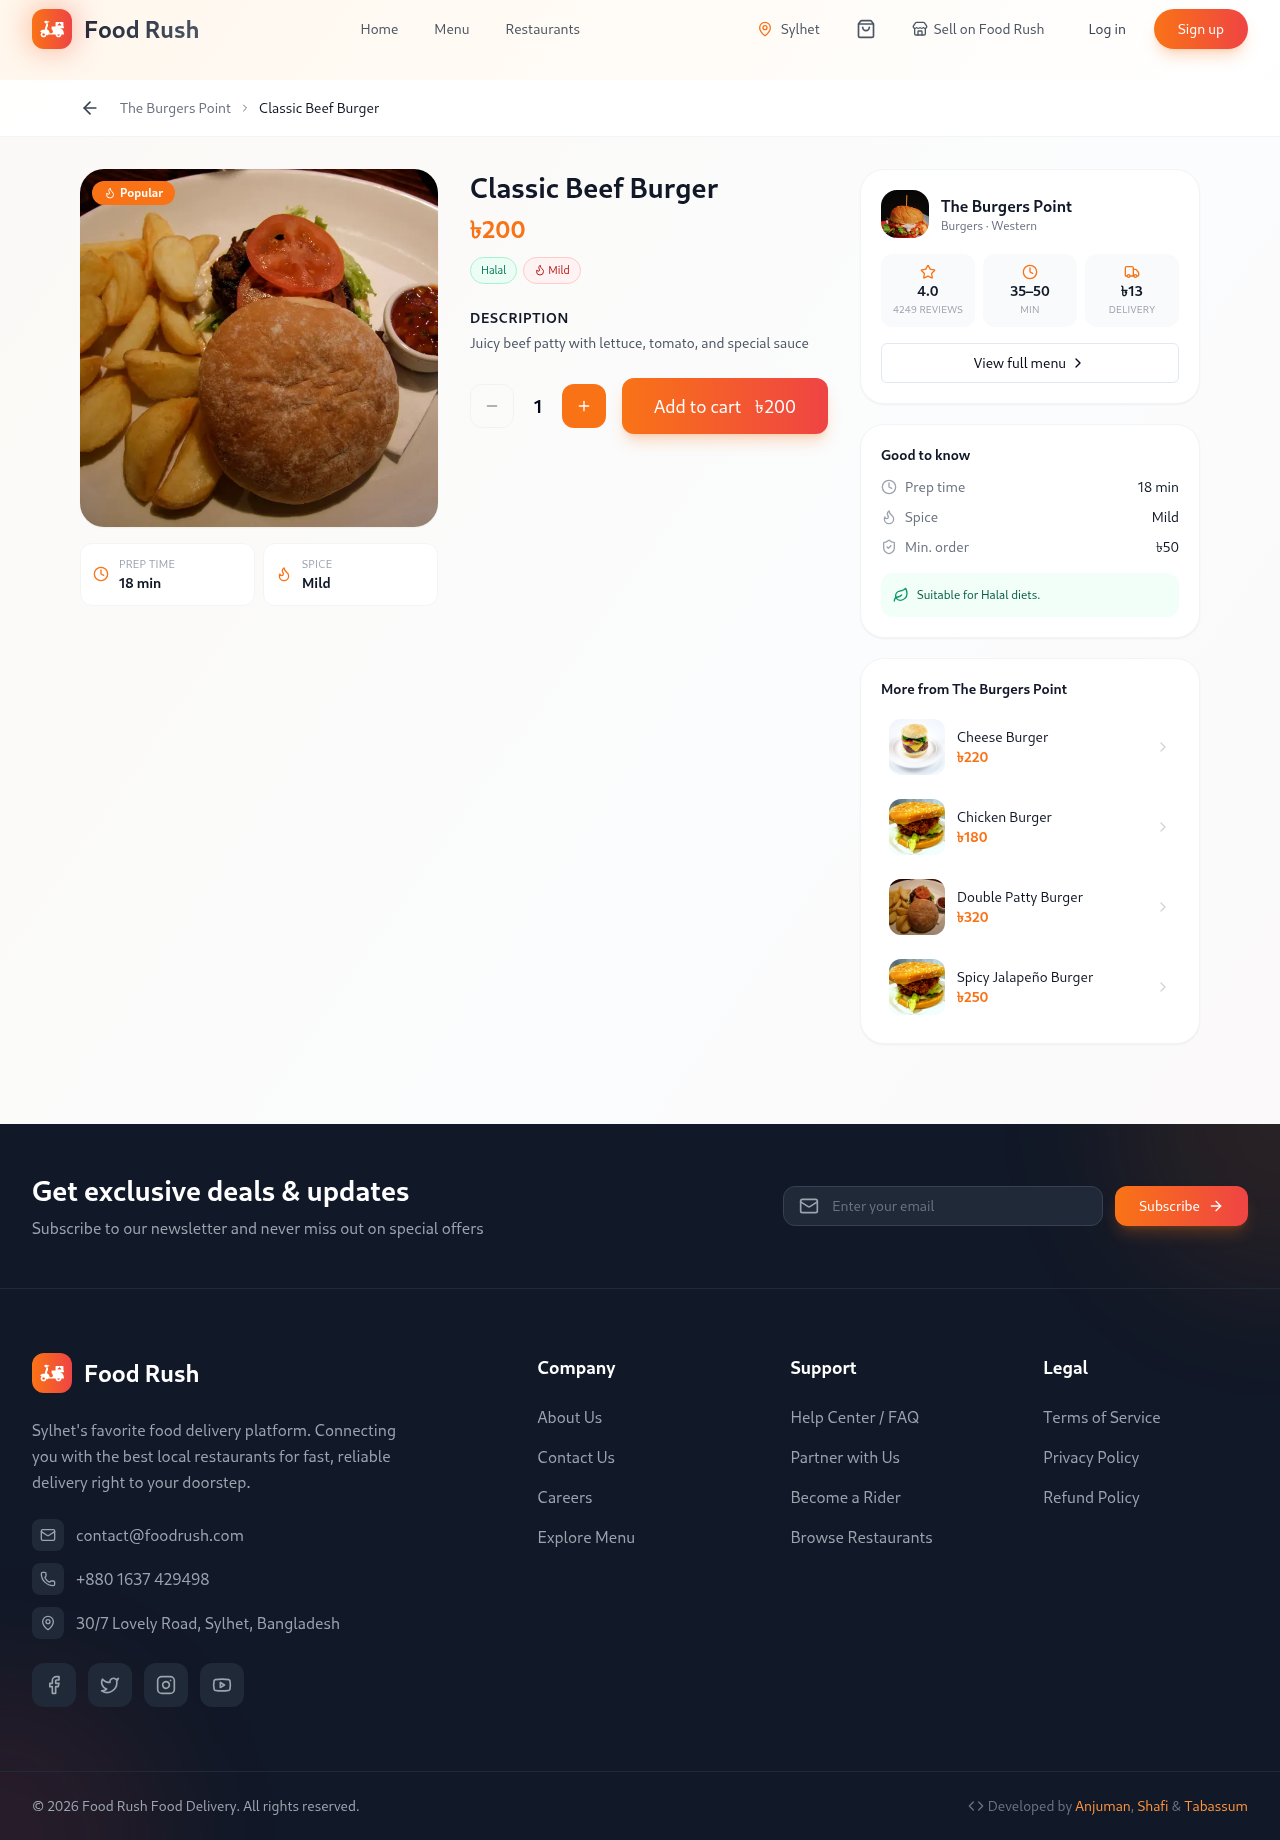 Food Rush
Home
Menu
Restaurants
Sylhet
Sell on Food Rush
Log in
Sign up
The Burgers Point
Classic Beef Burger
Popular
PREP TIME
18 min
SPICE
Mild
Classic Beef Burger
৳200
Halal
Mild
DESCRIPTION
Juicy beef patty with lettuce, tomato, and special sauce
1
Add to cart ৳200
The Burgers Point
Burgers · Western
4.0
4249 REVIEWS
35–50
MIN
৳13
DELIVERY
View full menu
Good to know
Prep time 18 min
Spice Mild
Min. order ৳50
Suitable for Halal diets.
More from The Burgers Point
Cheese Burger
৳220
Chicken Burger
৳180
Double Patty Burger
৳320
Spicy Jalapeño Burger
৳250
Get exclusive deals & updates
Subscribe to our newsletter and never miss out on special offers
Enter your email
Subscribe
Food Rush
Sylhet's favorite food delivery platform. Connecting
you with the best local restaurants for fast, reliable
delivery right to your doorstep.
contact@foodrush.com
+880 1637 429498
30/7 Lovely Road, Sylhet, Bangladesh
Company
About Us
Contact Us
Careers
Explore Menu
Support
Help Center / FAQ
Partner with Us
Become a Rider
Browse Restaurants
Legal
Terms of Service
Privacy Policy
Refund Policy
© 2026 Food Rush Food Delivery. All rights reserved.
Developed by Anjuman, Shafi & Tabassum